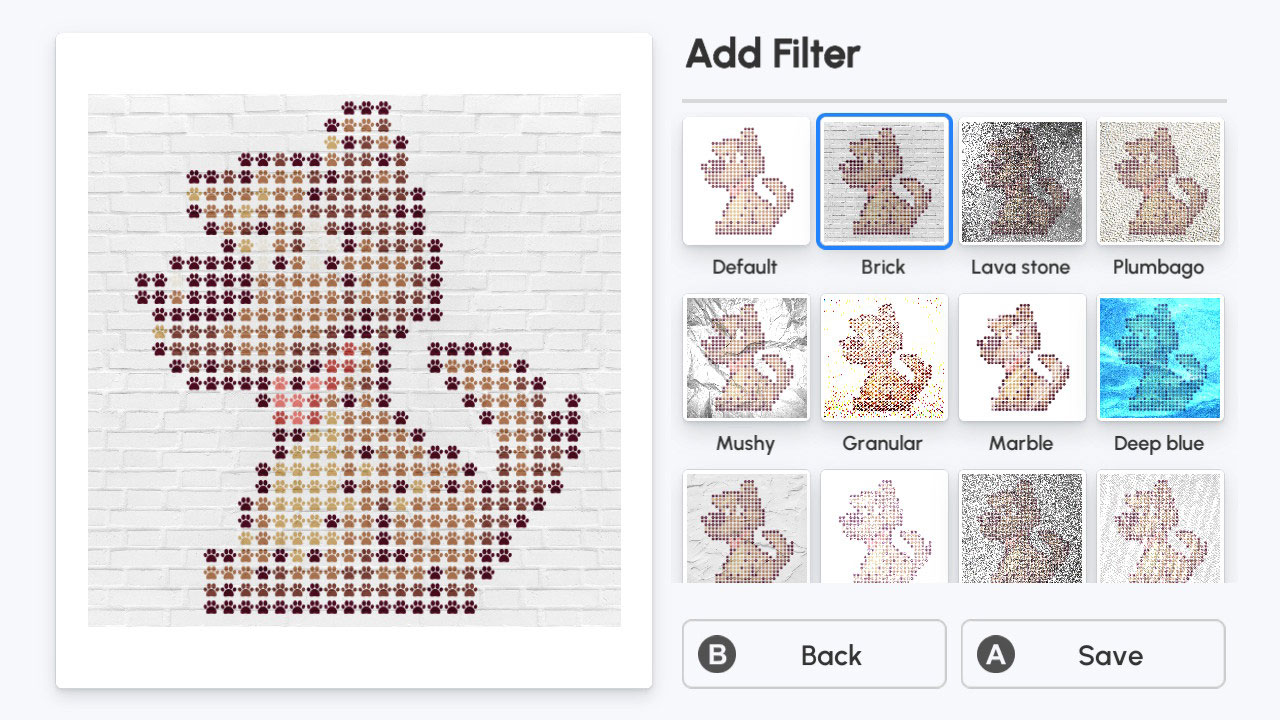 Add Filter
Default
Brick
Lava stone
Plumbago
Mushy
Granular
Marble
Deep blue
B Back
A Save